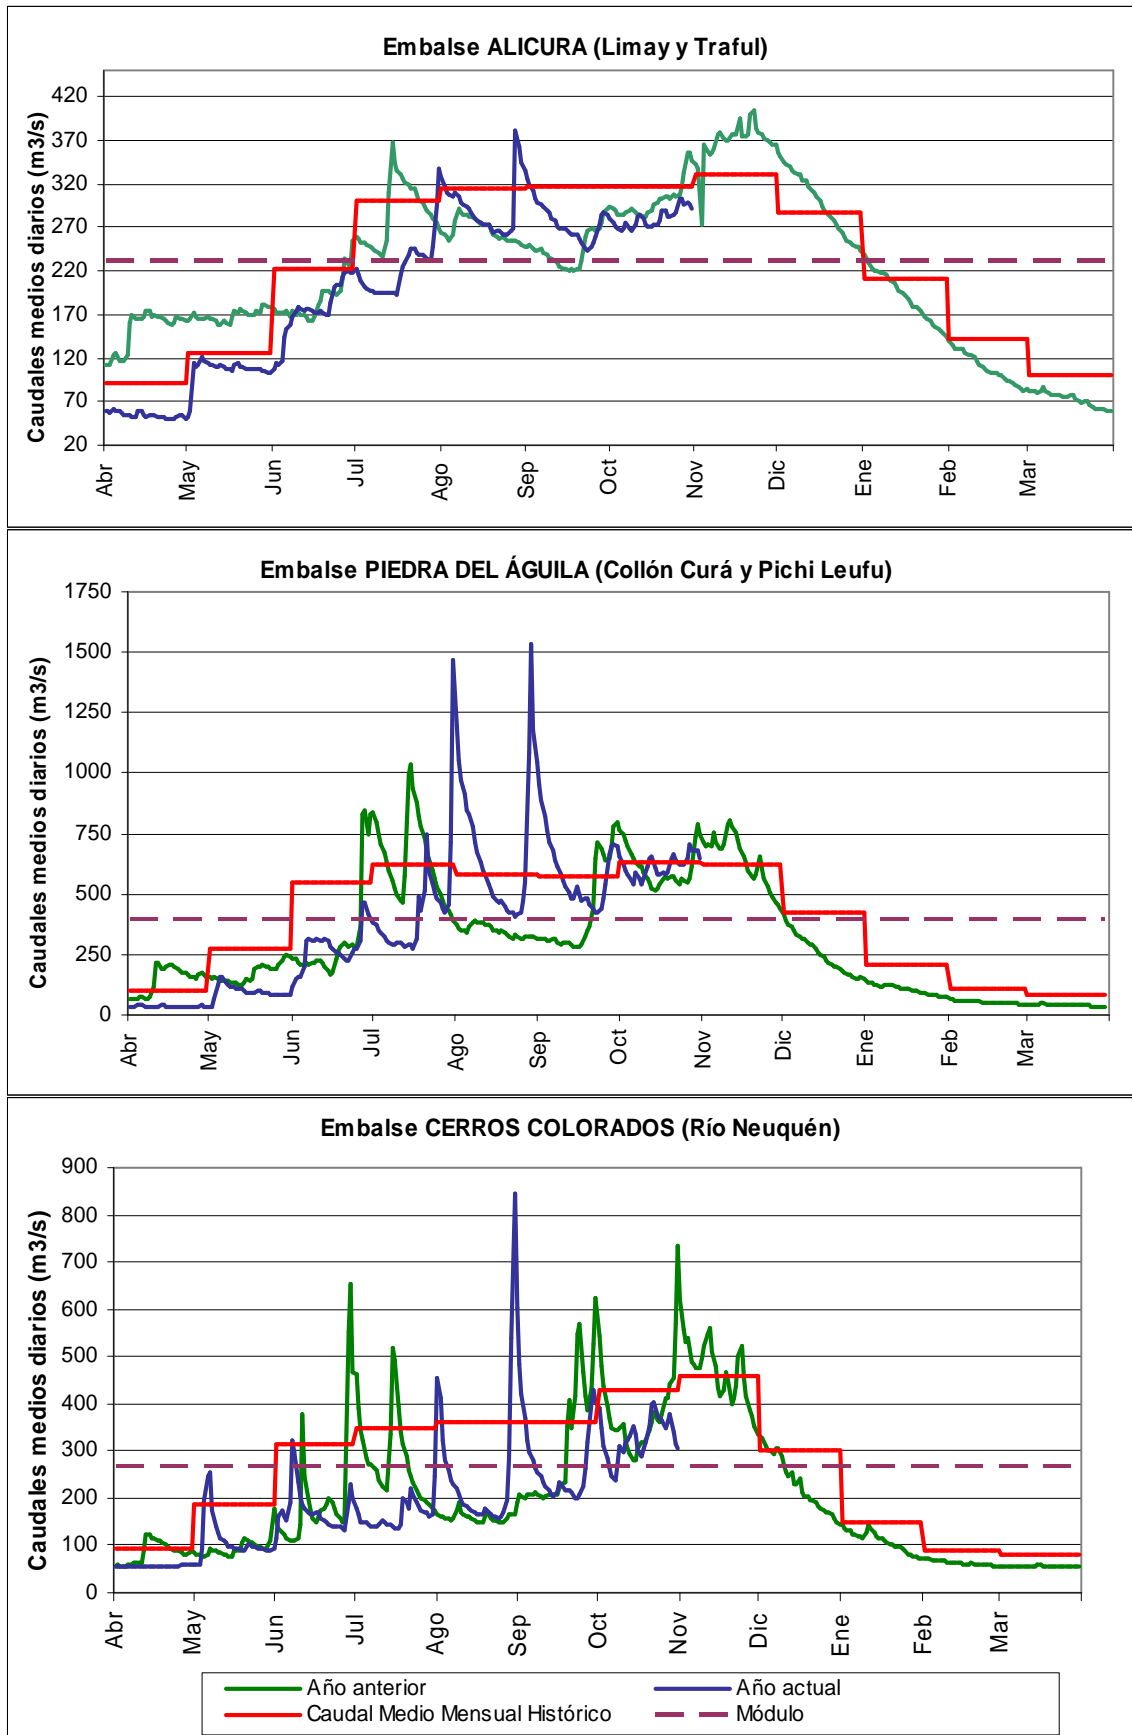 Embalse ALICURA (Limay y Traful)
Caudales medios diarios (m3/s)
420
370
320
270
220
170
120
70
20
Abr May Jun Jul Ago Sep Oct Nov Dic Ene Feb Mar
Embalse PIEDRA DEL ÁGUILA (Collón Curá y Pichi Leufu)
Caudales medios diarios (m3/s)
1750
1500
1250
1000
750
500
250
0
Abr May Jun Jul Ago Sep Oct Nov Dic Ene Feb Mar
Embalse CERROS COLORADOS (Río Neuquén)
Caudales medios diarios (m3/s)
900
800
700
600
500
400
300
200
100
0
Abr May Jun Jul Ago Sep Oct Nov Dic Ene Feb Mar
Año anterior Año actual
Caudal Medio Mensual Histórico Módulo